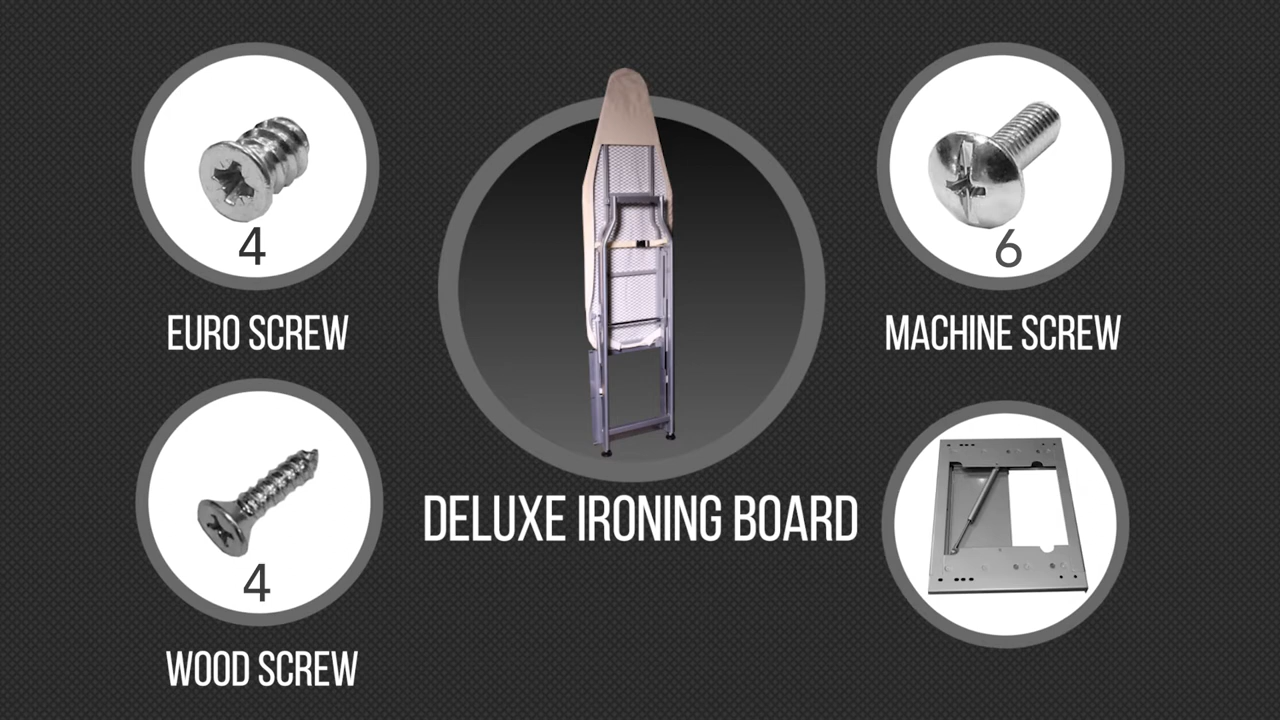 4
EURO SCREW
4
WOOD SCREW
DELUXE IRONING BOARD
6
MACHINE SCREW